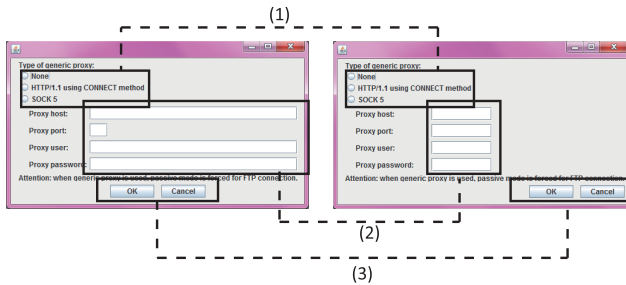 (1)
Type of generic proxy:
None
HTTP/1.1 using CONNECT method
SOCK 5
Proxy host:
Proxy port:
Proxy user:
Proxy password:
Attention: when generic proxy is used, passive mode is forced for FTP connection.
OK Cancel
Type of generic proxy:
None
HTTP/1.1 using CONNECT method
SOCK 5
Proxy host:
Proxy port:
Proxy user:
Proxy password:
Attention: when generic proxy is used, passive mode is forced for FTP connection.
OK Cancel
(2)
(3)